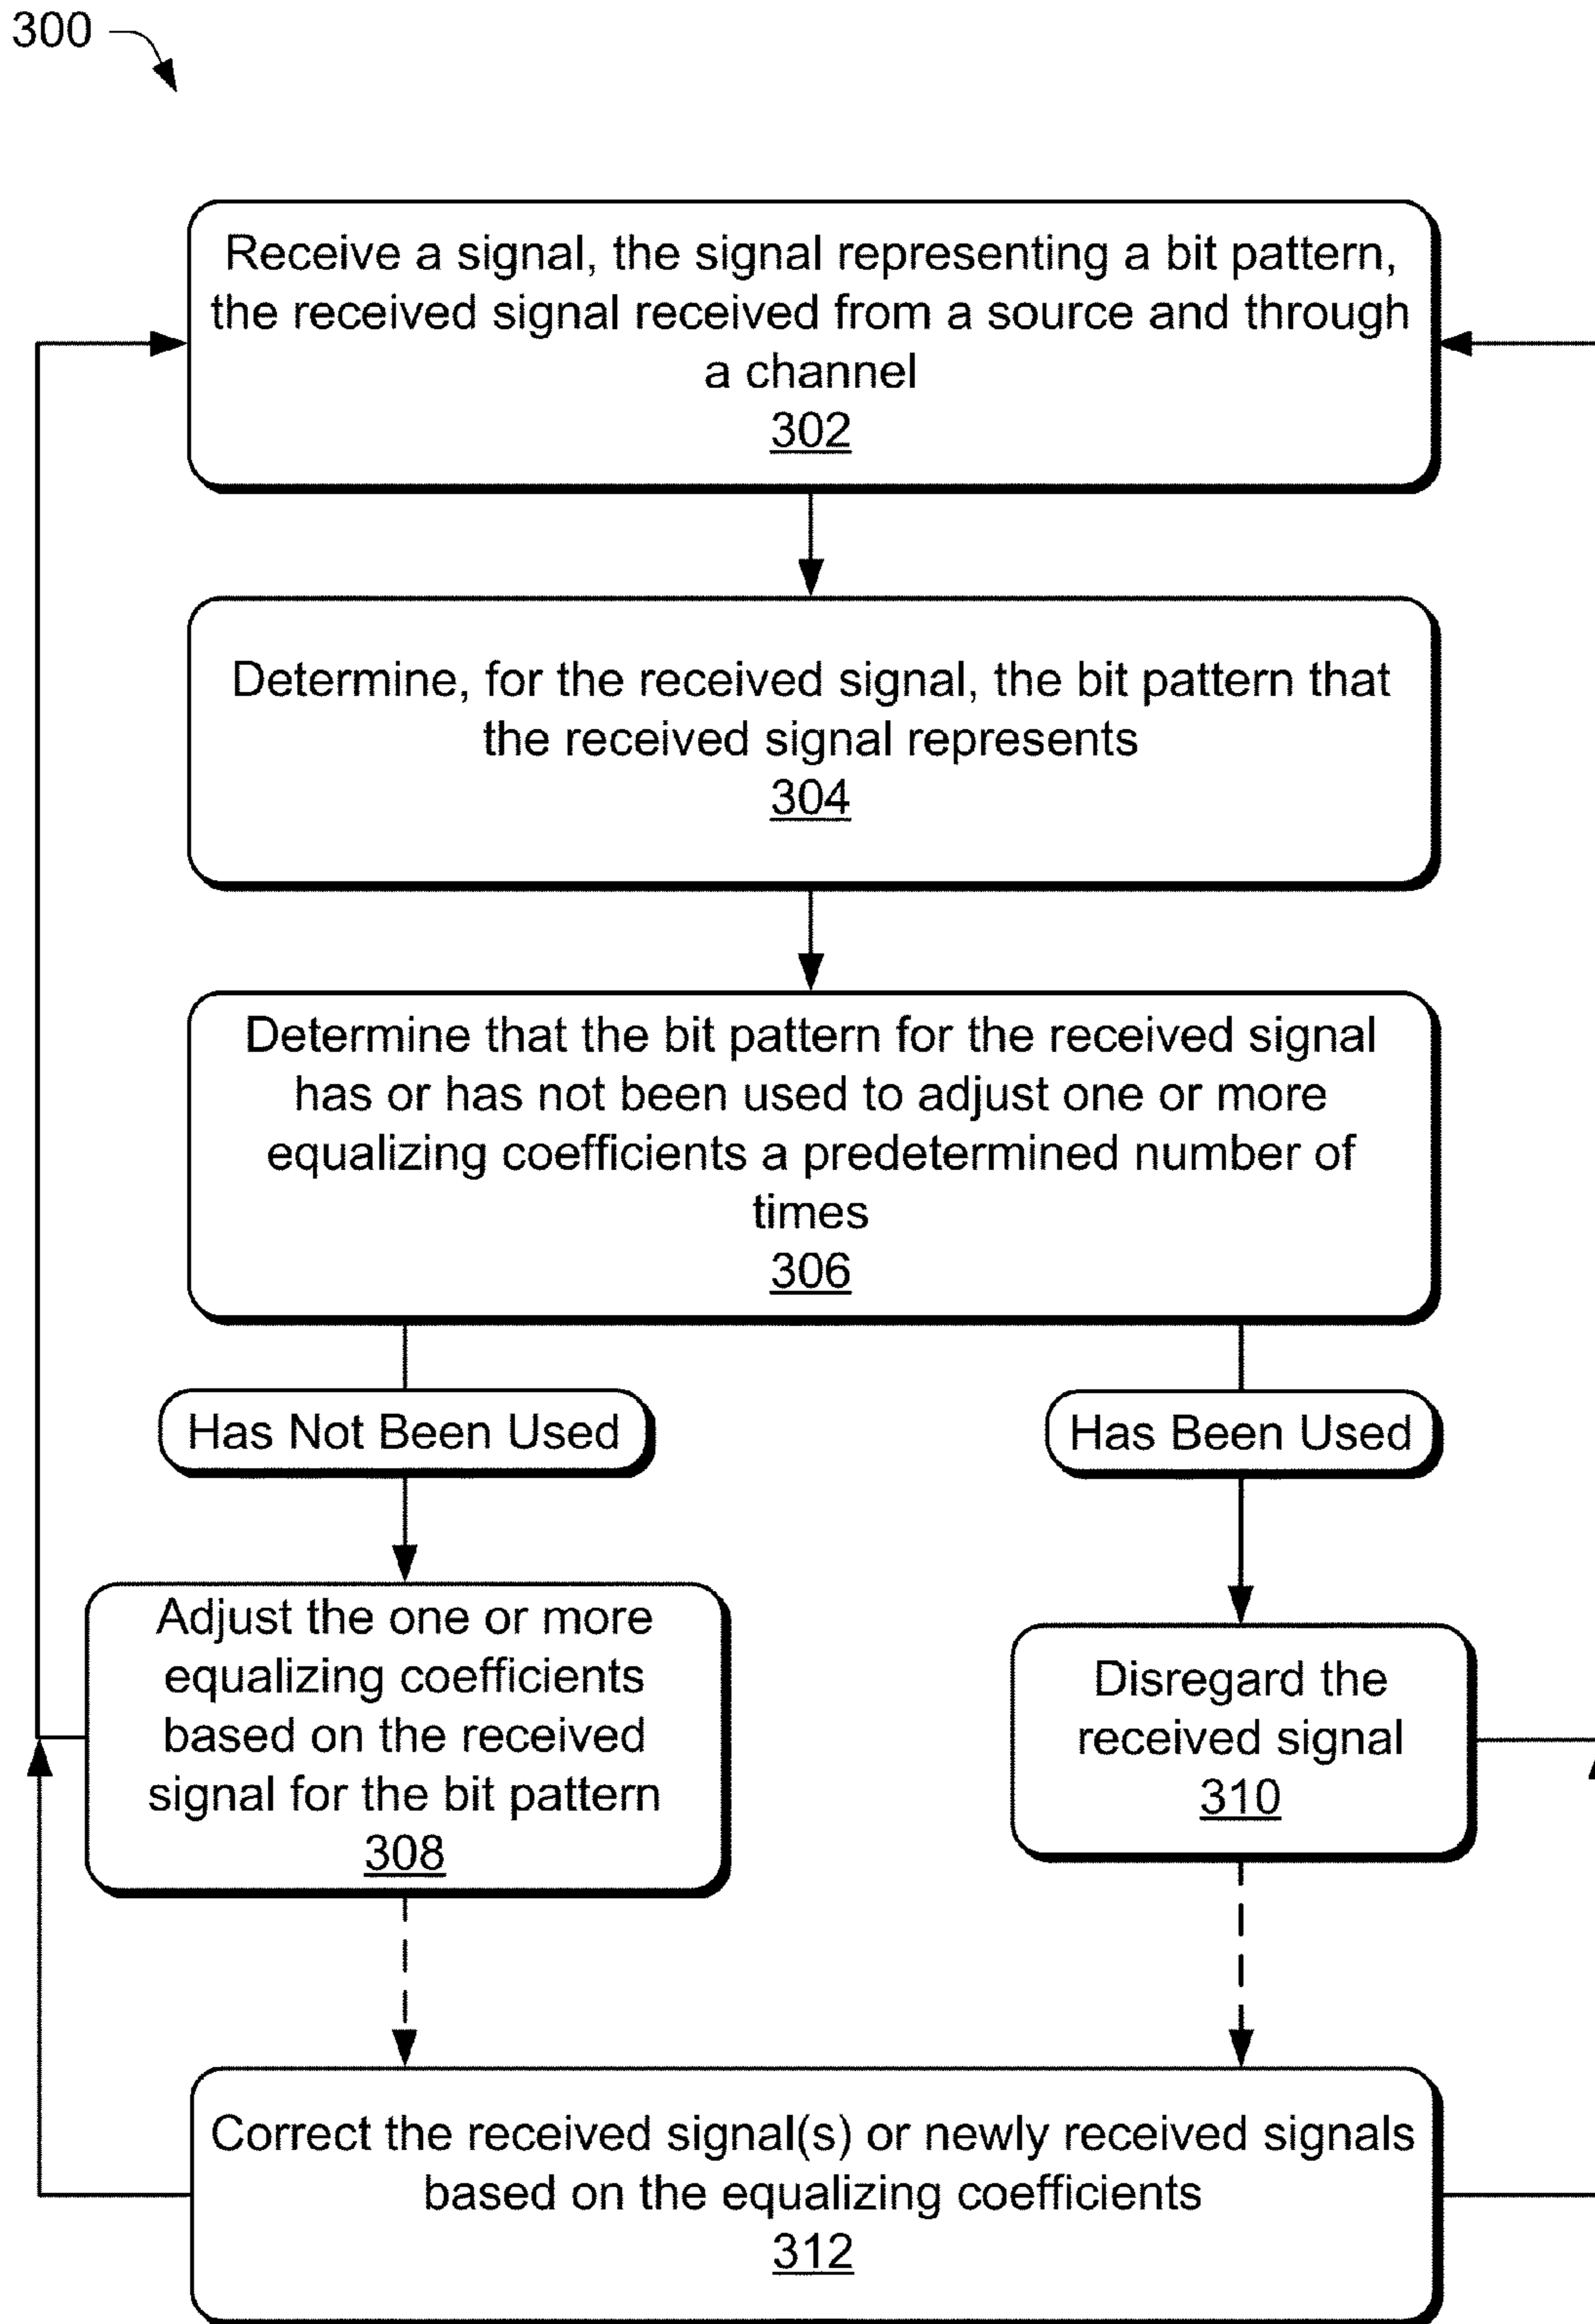 300
Receive a signal, the signal representing a bit pattern,
the received signal received from a source and through
a channel
302
Determine, for the received signal, the bit pattern that
the received signal represents
304
Determine that the bit pattern for the received signal
has or has not been used to adjust one or more
equalizing coefficients a predetermined number of
times
306
Has Not Been Used
Has Been Used
Adjust the one or more
equalizing coefficients
based on the received
signal for the bit pattern
308
Disregard the
received signal
310
Correct the received signal(s) or newly received signals
based on the equalizing coefficients
312